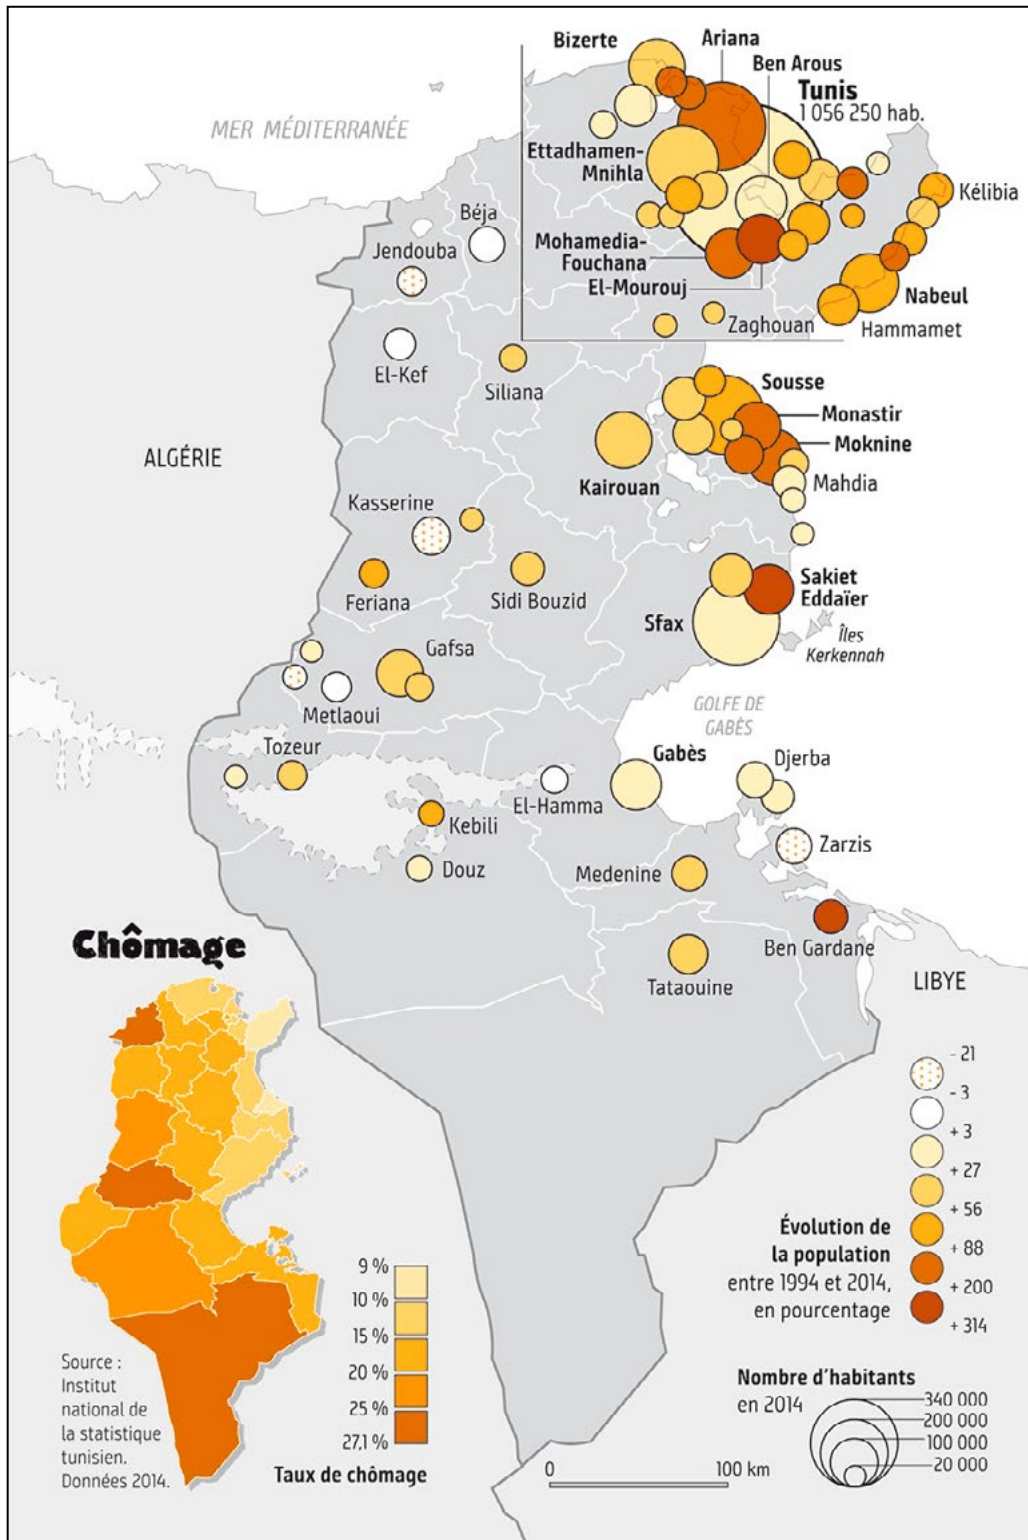 Bizerte
Ariana
Ben Arous
Tunis
1 056 250 hab.
MER MÉDITERRANÉE
Ettadhamen-
Mnihla
Kélibia
Béja
Jendouba
Mohamedia-
Fouchana
El-Mourouj
Nabeul
Hammamet
Zaghouan
El-Kef
Siliana
Sousse
Monastir
Moknine
ALGÉRIE
Kairouan
Mahdia
Kasserine
Feriana
Sidi Bouzid
Sakiet
Eddaïer
Sfax
Îles
Kerkennah
Gafsa
Metlaoui
GOLFE DE
GABÈS
Tozeur
Gabès
Djerba
El-Hamma
Kebili
Zarzis
Douz
Medenine
Ben Gardane
Tataouine
LIBYE
Chômage
9 %
10 %
15 %
20 %
25 %
27,1 %
Taux de chômage
Source :
Institut
national de
la statistique
tunisien.
Données 2014.
- 21
- 3
+ 3
+ 27
+ 56
+ 88
+ 200
+ 314
Évolution de
la population
entre 1994 et 2014,
en pourcentage
Nombre d'habitants
en 2014
340 000
200 000
100 000
20 000
0
100 km